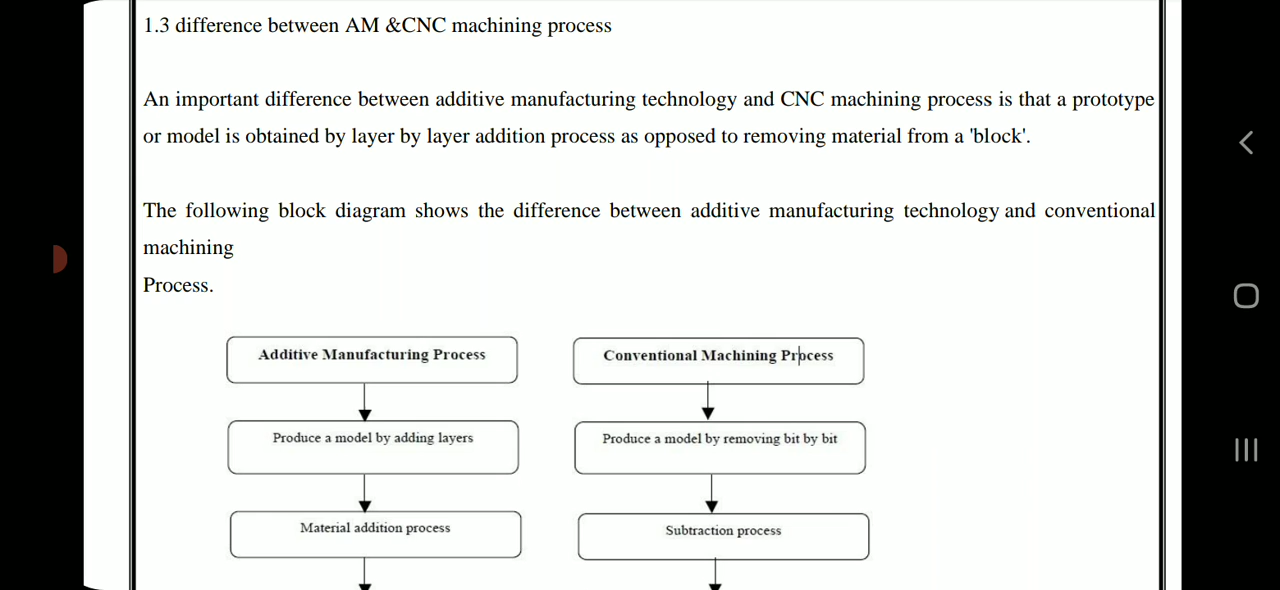 1.3 difference between AM &CNC machining process
An important difference between additive manufacturing technology and CNC machining process is that a prototype
or model is obtained by layer by layer addition process as opposed to removing material from a 'block'.
The following block diagram shows the difference between additive manufacturing technology and conventional
machining
Process.
Additive Manufacturing Process
Conventional Machining Process
Produce a model by adding layers
Produce a model by removing bit by bit
Material addition process
Subtraction process